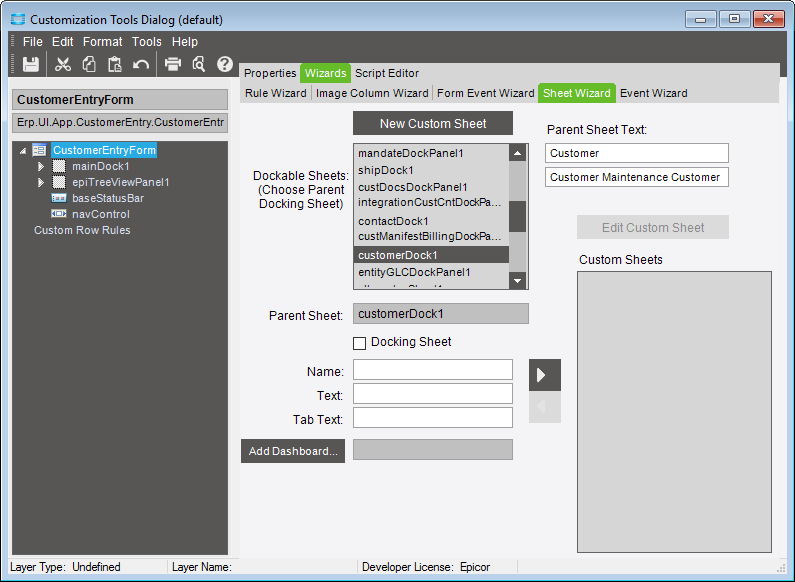 Customization Tools Dialog (default)
File Edit Format Tools Help
Properties Wizards Script Editor
Rule Wizard Image Column Wizard Form Event Wizard Sheet Wizard Event Wizard
CustomerEntryForm
Erp.UI.App.CustomerEntry.CustomerEntr
CustomerEntryForm
mainDock1
epiTreeViewPanel1
baseStatusBar
navControl
Custom Row Rules
New Custom Sheet
Dockable Sheets:
(Choose Parent
Docking Sheet)
mandateDockPanel1
shipDock1
custDocsDockPanel1
integrationCustCntDockPa...
contactDock1
custManifestBillingDockPa...
customerDock1
entityGLCDockPanel1
Parent Sheet: customerDock1
Docking Sheet
Name:
Text:
Tab Text:
Add Dashboard...
Parent Sheet Text:
Customer
Customer Maintenance Customer
Edit Custom Sheet
Custom Sheets
Layer Type: Undefined Layer Name: Developer License: Epicor